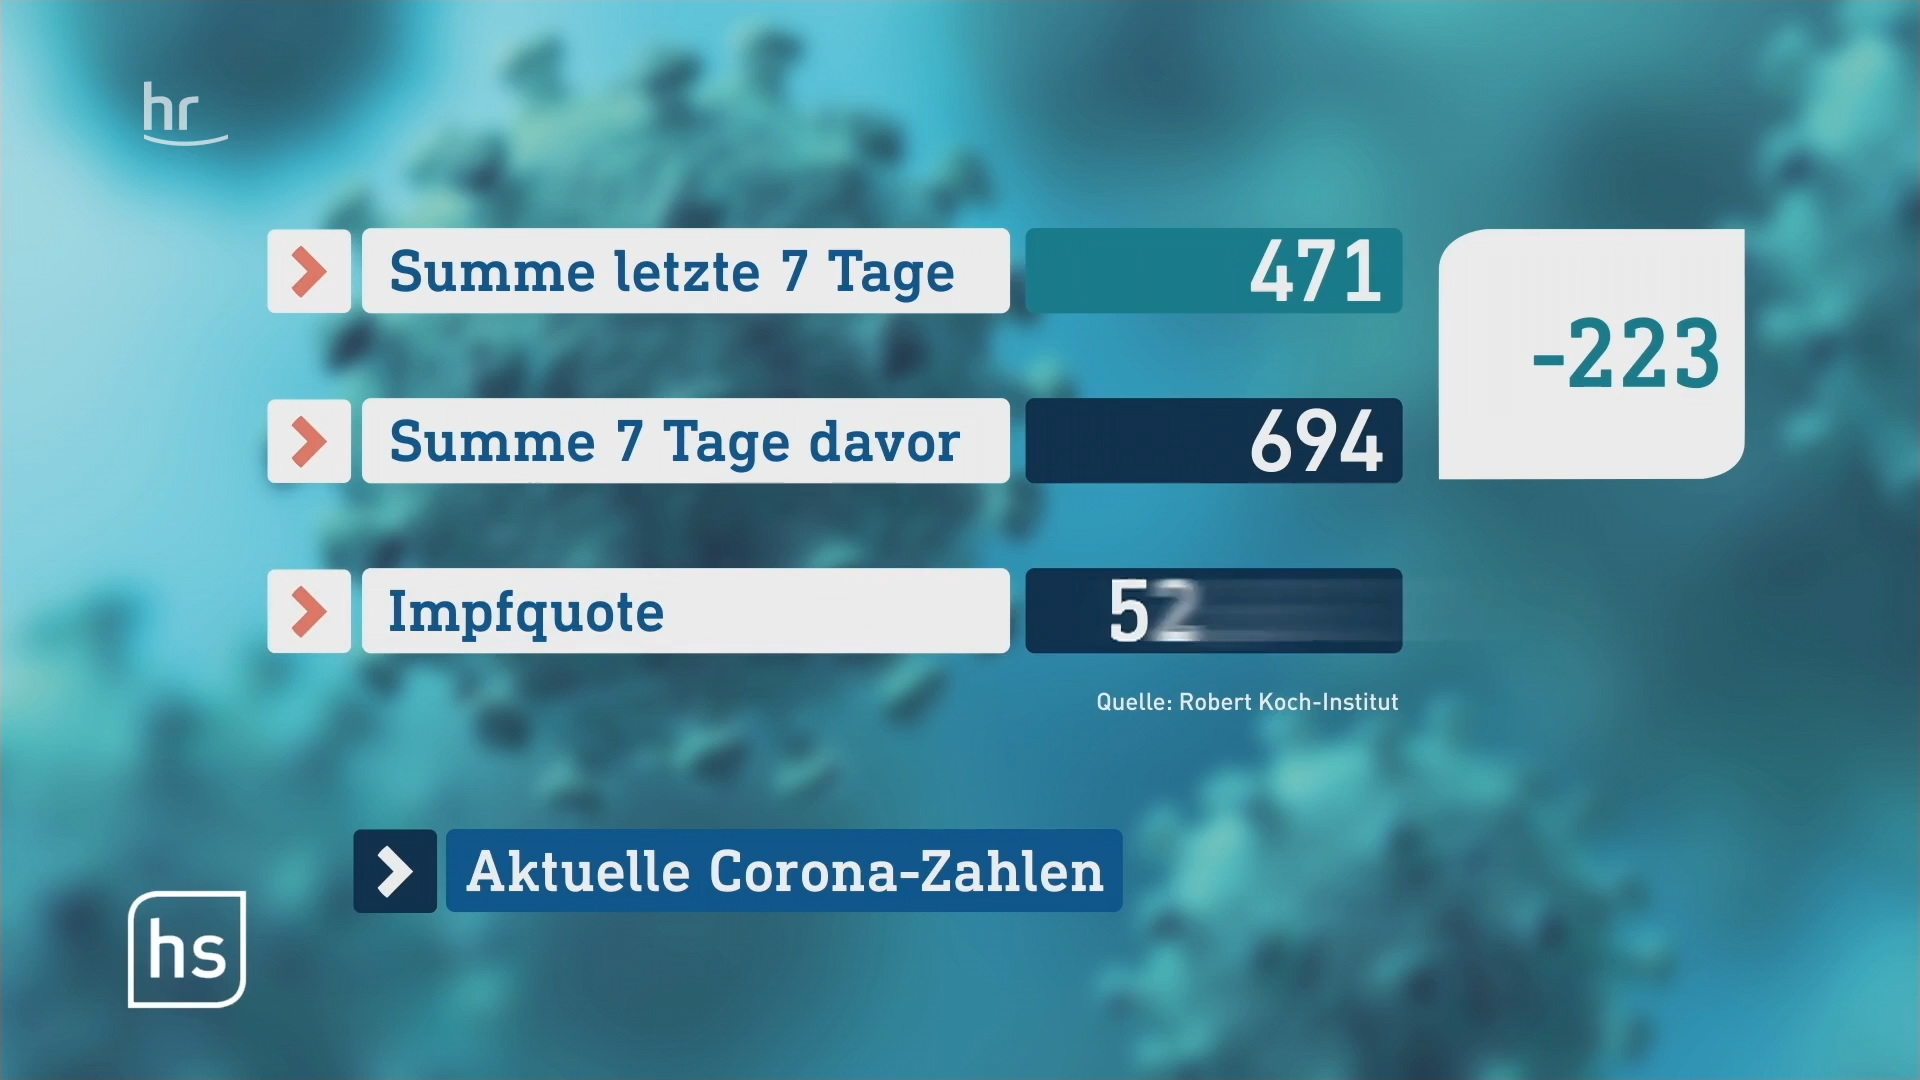 hr
Summe letzte 7 Tage 471
-223
Summe 7 Tage davor 694
Impfquote 52
Quelle: Robert Koch-Institut
Aktuelle Corona-Zahlen
hs